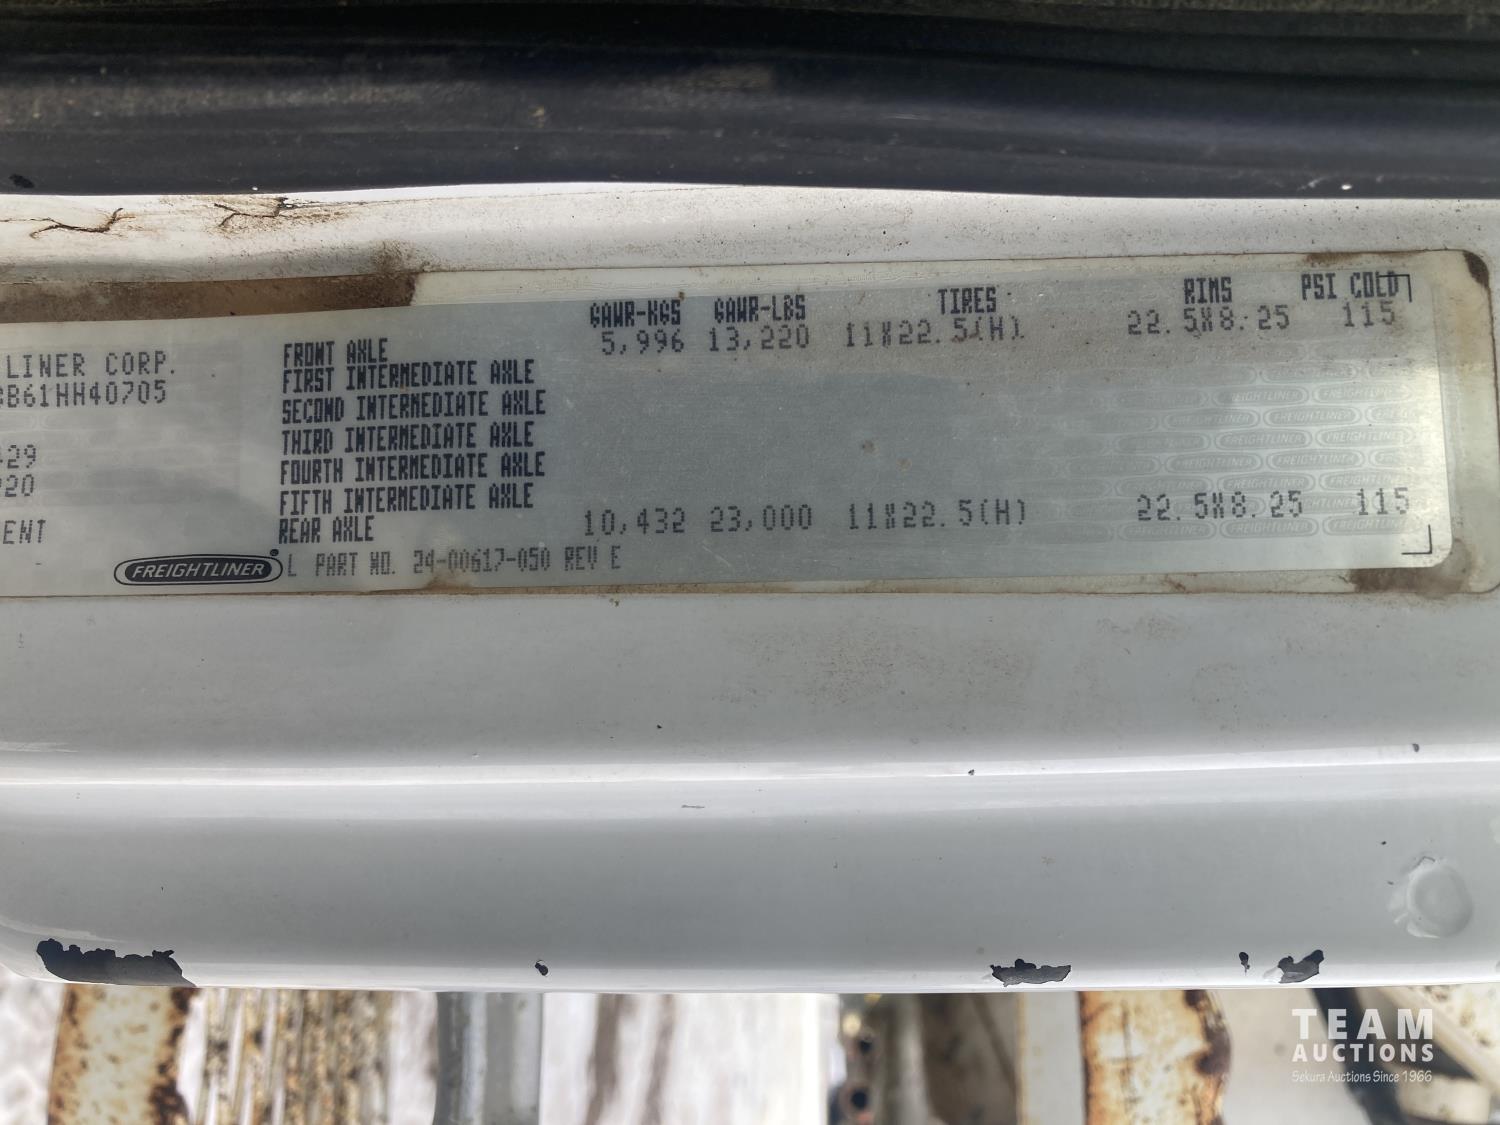 GAWR-KGS GAWR-LBS TIRES RIMS PSI COLD
LINER CORP. FRONT AXLE 5,996 13,220 11X22.5(H) 22.5X8.25 115
B61HH40705 FIRST INTERMEDIATE AXLE
SECOND INTERMEDIATE AXLE
THIRD INTERMEDIATE AXLE
29 FOURTH INTERMEDIATE AXLE
20 FIFTH INTERMEDIATE AXLE
ENT REAR AXLE 10,432 23,000 11X22.5(H) 22.5X8.25 115
FREIGHTLINER® L PART NO. 24-00617-050 REV E
TEAM
AUCTIONS
Sekura Auctions Since 1966